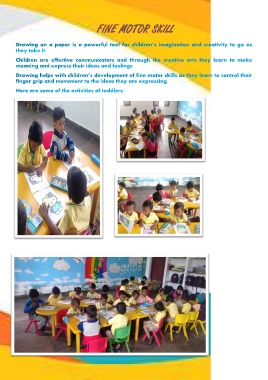 FINE MOTOR SKILL
Drawing on a paper is a powerful tool for children's imagination and creativity to go as
they take it
Children are effective communicators and through the creative arts they learn to make
meaning and express their ideas and feelings.
Drawing helps with children's development of fine motor skills as they learn to control their
finger grip and movement to the ideas they are expressing.
Here are some of the activities of toddlers: